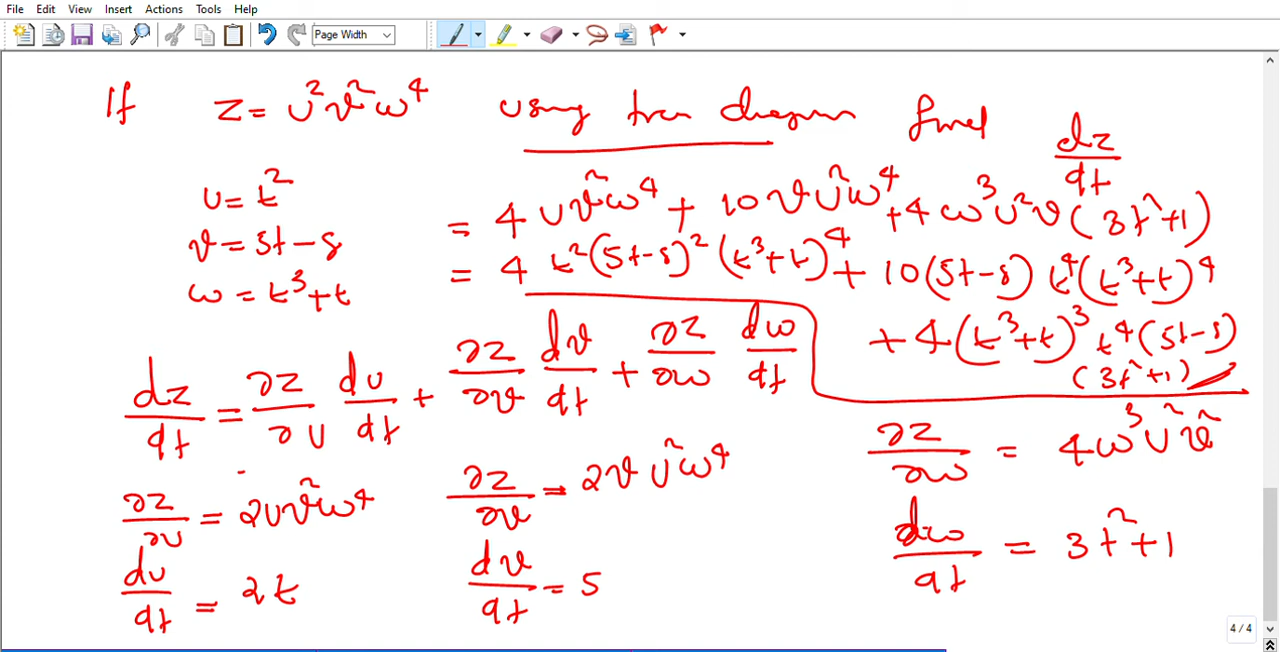 File Edit View Insert Actions Tools Help
Page Width
If z = u²v²w⁴ using tree diagram find dz/dt
u = t²
= 4uv²w⁴ + 10vu²w⁴ + 4w³u²v(3t²+1)
v = 5t - 8
= 4t²(5t-8)²(t³+t)⁴ + 10(5t-8)t⁴(t³+t)⁴
w = t³+t
+ 4(t³+t)³t⁴(5t-8)
(3t²+1)
dz/dt = ∂z/∂u du/dt + ∂z/∂v dv/dt + ∂z/∂w dw/dt
∂z/∂w = 4w³u²v²
∂z/∂u = 2uv²w⁴
∂z/∂v = 2vu²w⁴
dw/dt = 3t²+1
du/dt = 2t
dv/dt = 5
4 / 4